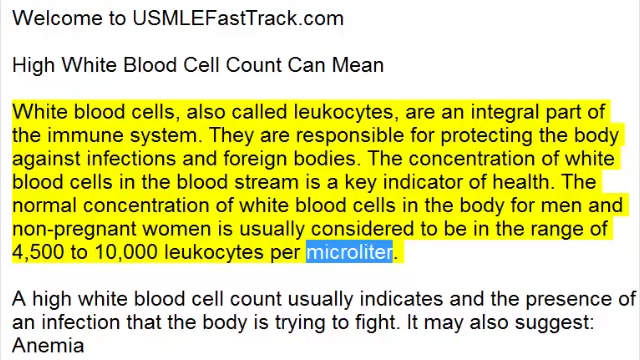 Welcome to USMLEFastTrack.com
High White Blood Cell Count Can Mean
White blood cells, also called leukocytes, are an integral part of
the immune system. They are responsible for protecting the body
against infections and foreign bodies. The concentration of white
blood cells in the blood stream is a key indicator of health. The
normal concentration of white blood cells in the body for men and
non-pregnant women is usually considered to be in the range of
4,500 to 10,000 leukocytes per microliter.
A high white blood cell count usually indicates and the presence of
an infection that the body is trying to fight. It may also suggest:
Anemia